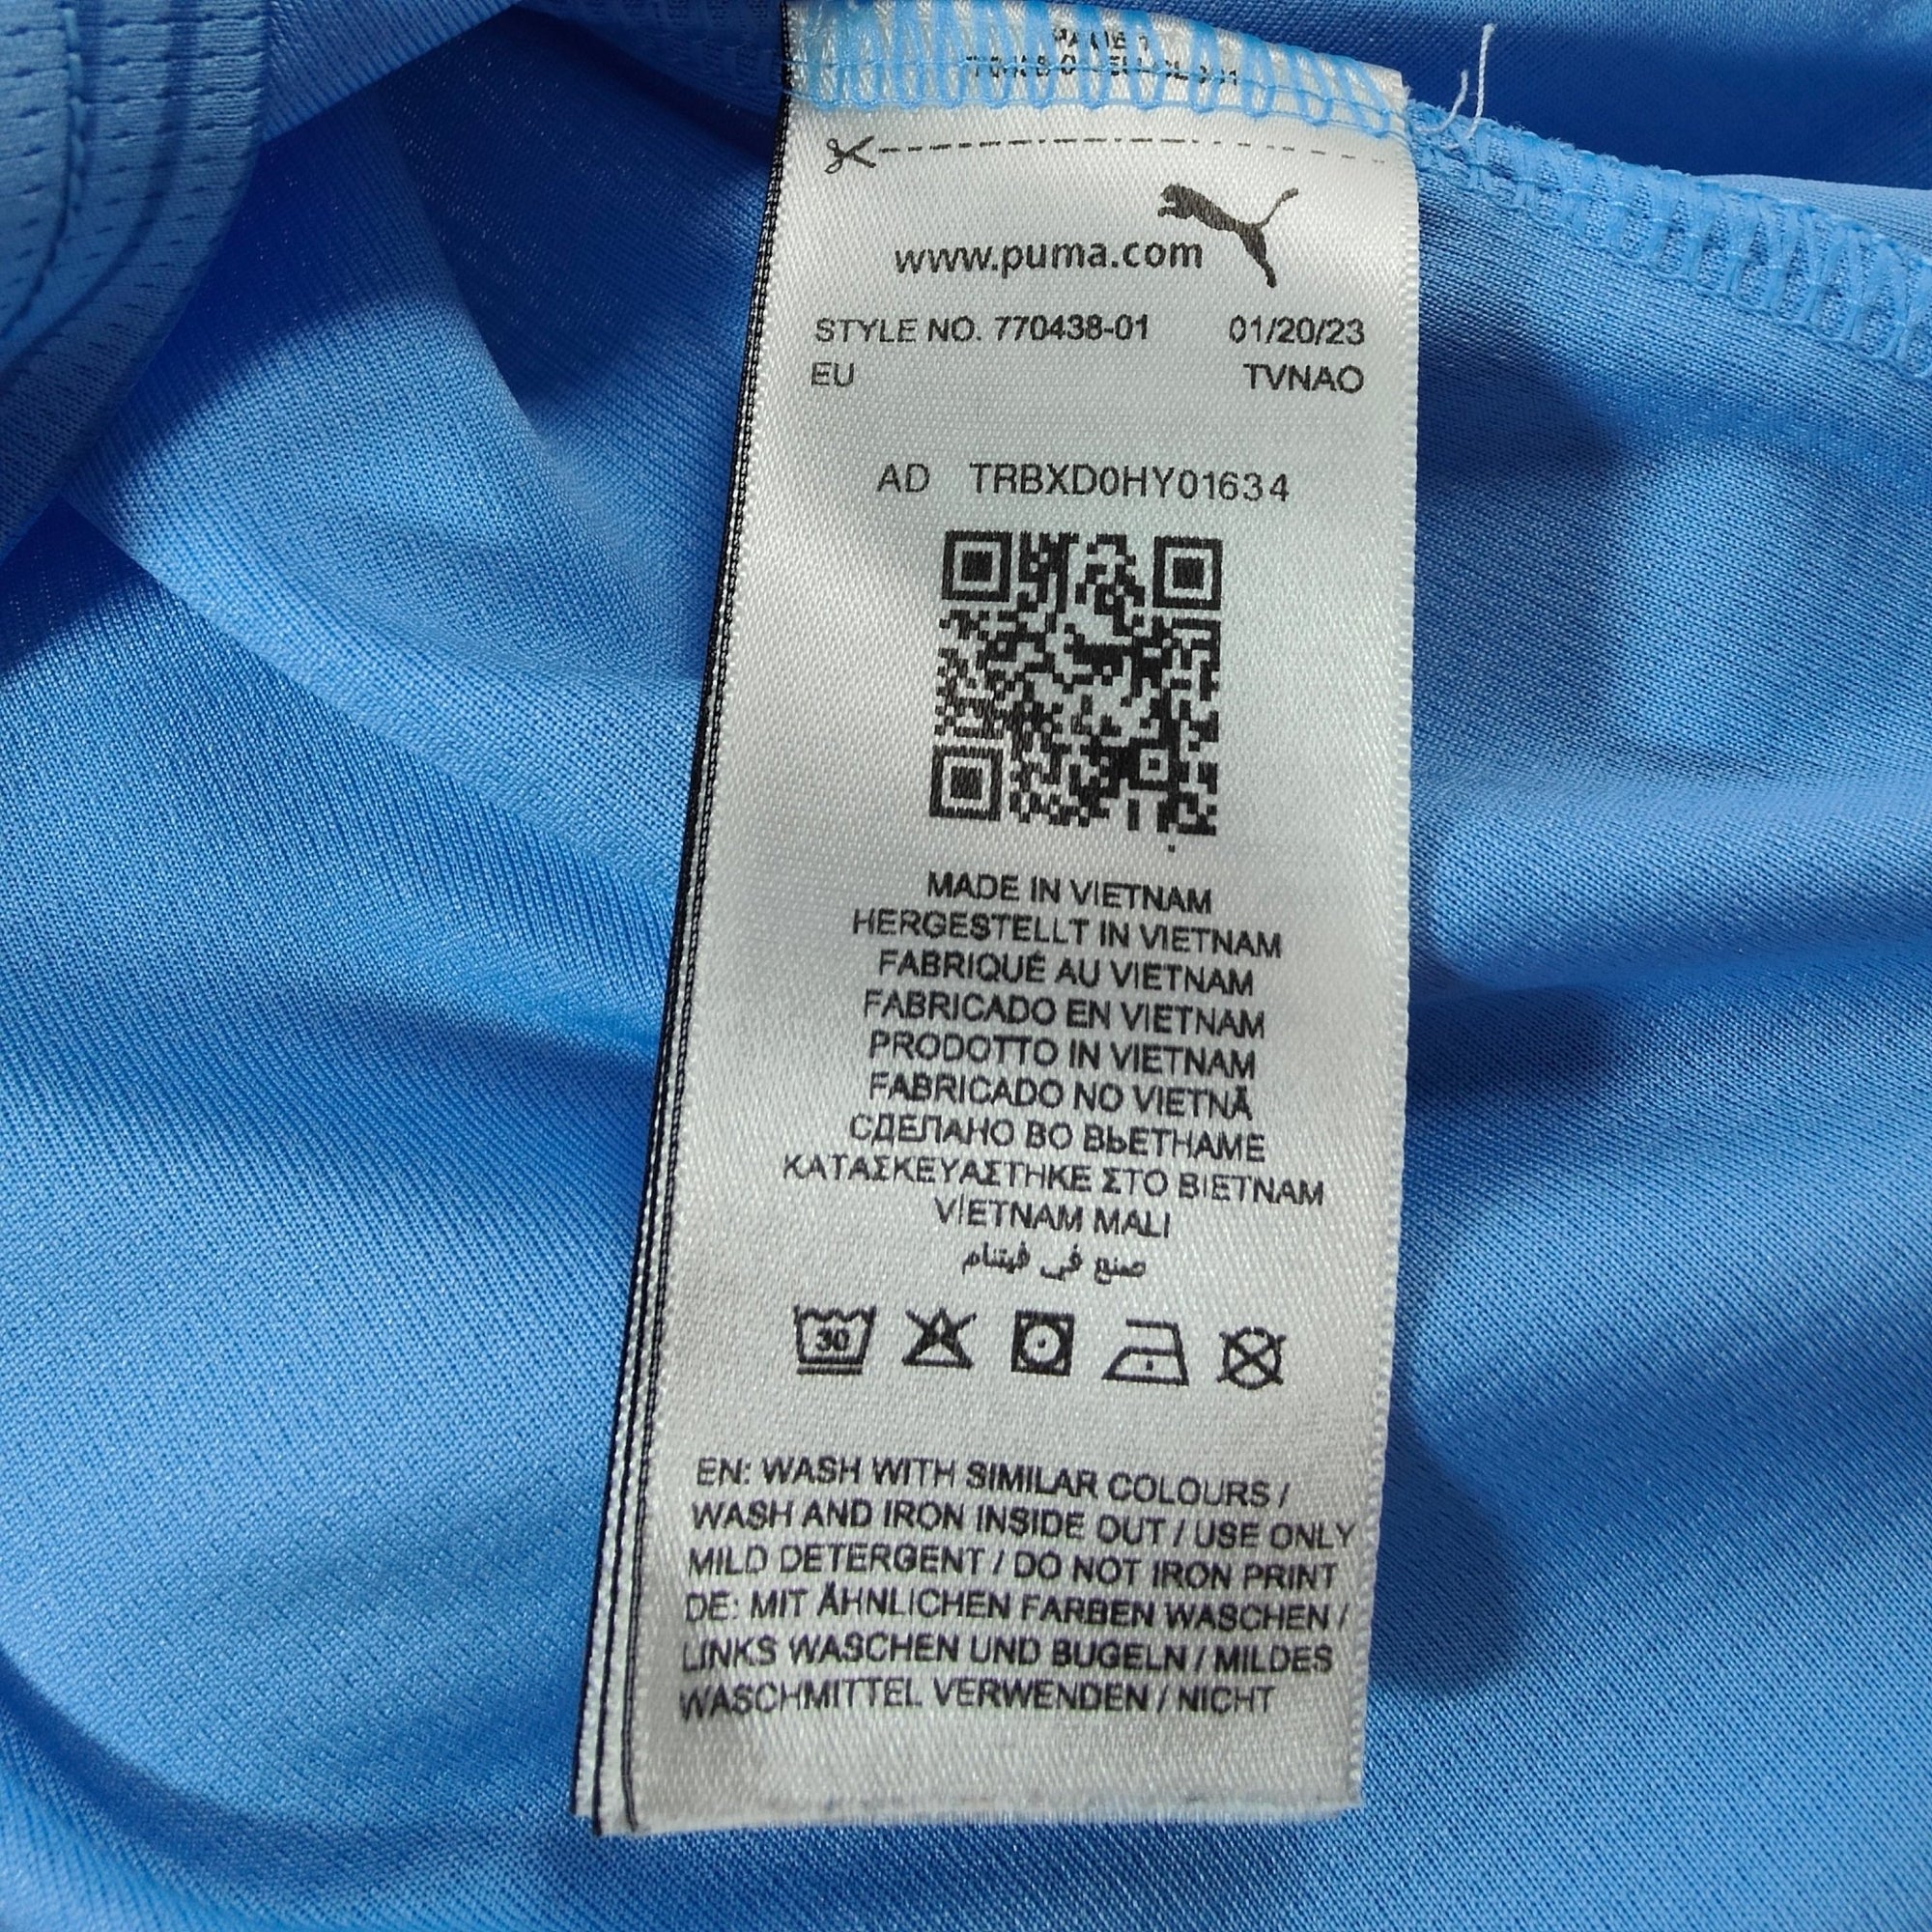 www.puma.com
STYLE NO. 770438-01 01/20/23
EU TVNAO
AD TRBXD0HY01634
MADE IN VIETNAM
HERGESTELLT IN VIETNAM
FABRIQUÉ AU VIETNAM
FABRICADO EN VIETNAM
PRODOTTO IN VIETNAM
FABRICADO NO VIETNÃ
СДЕЛАНО ВО ВЬЕТНАМЕ
ΚΑΤΑΣΚΕΥΑΣΤΗΚΕ ΣΤΟ ΒΙΕΤΝΑΜ
VIETNAM MALI
صنع في فيتنام
30
EN: WASH WITH SIMILAR COLOURS /
WASH AND IRON INSIDE OUT / USE ONLY
MILD DETERGENT / DO NOT IRON PRINT
DE: MIT ÄHNLICHEN FARBEN WASCHEN /
LINKS WASCHEN UND BÜGELN / MILDES
WASCHMITTEL VERWENDEN / NICHT